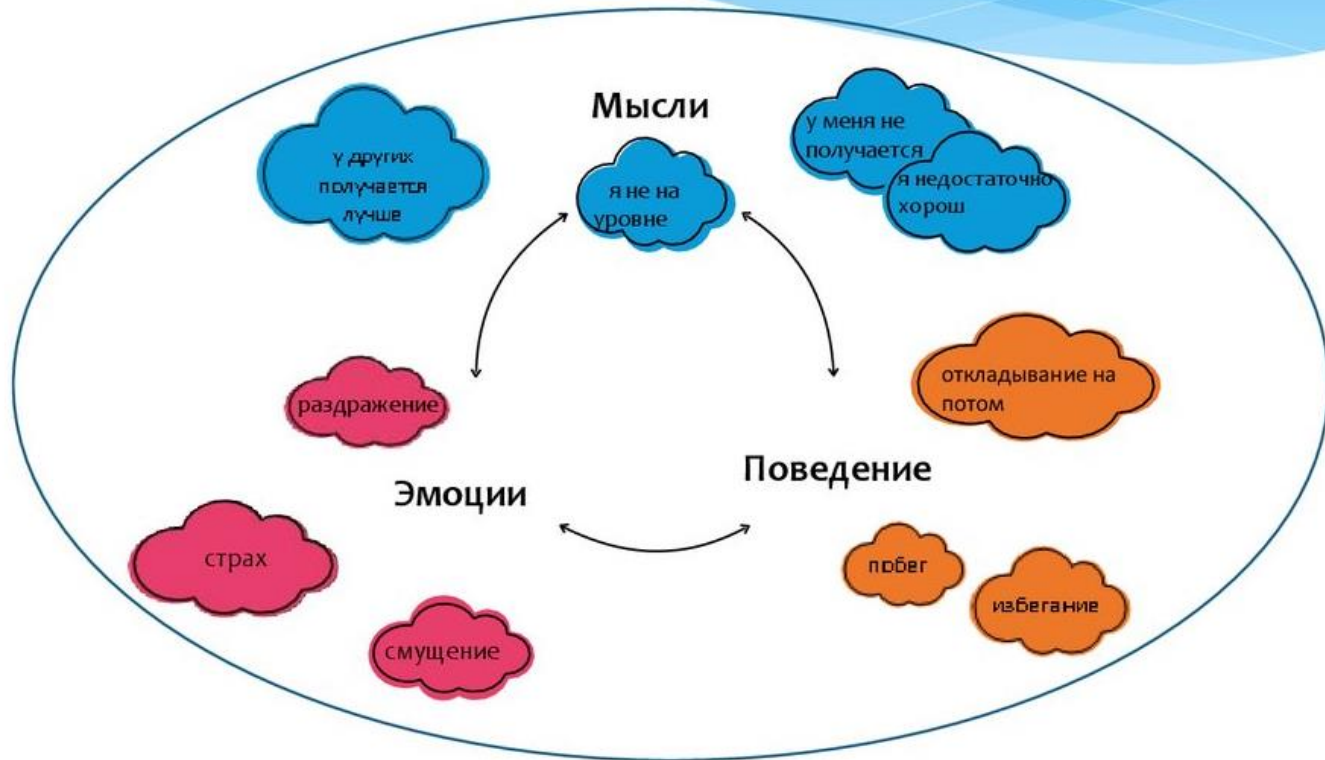 Мысли
у других
получается
лучше
я не на
уровне
у меня не
получается
я недостаточно
хорош
раздражение
Эмоции
страх
смущение
откладывание на
потом
Поведение
побег
избегание